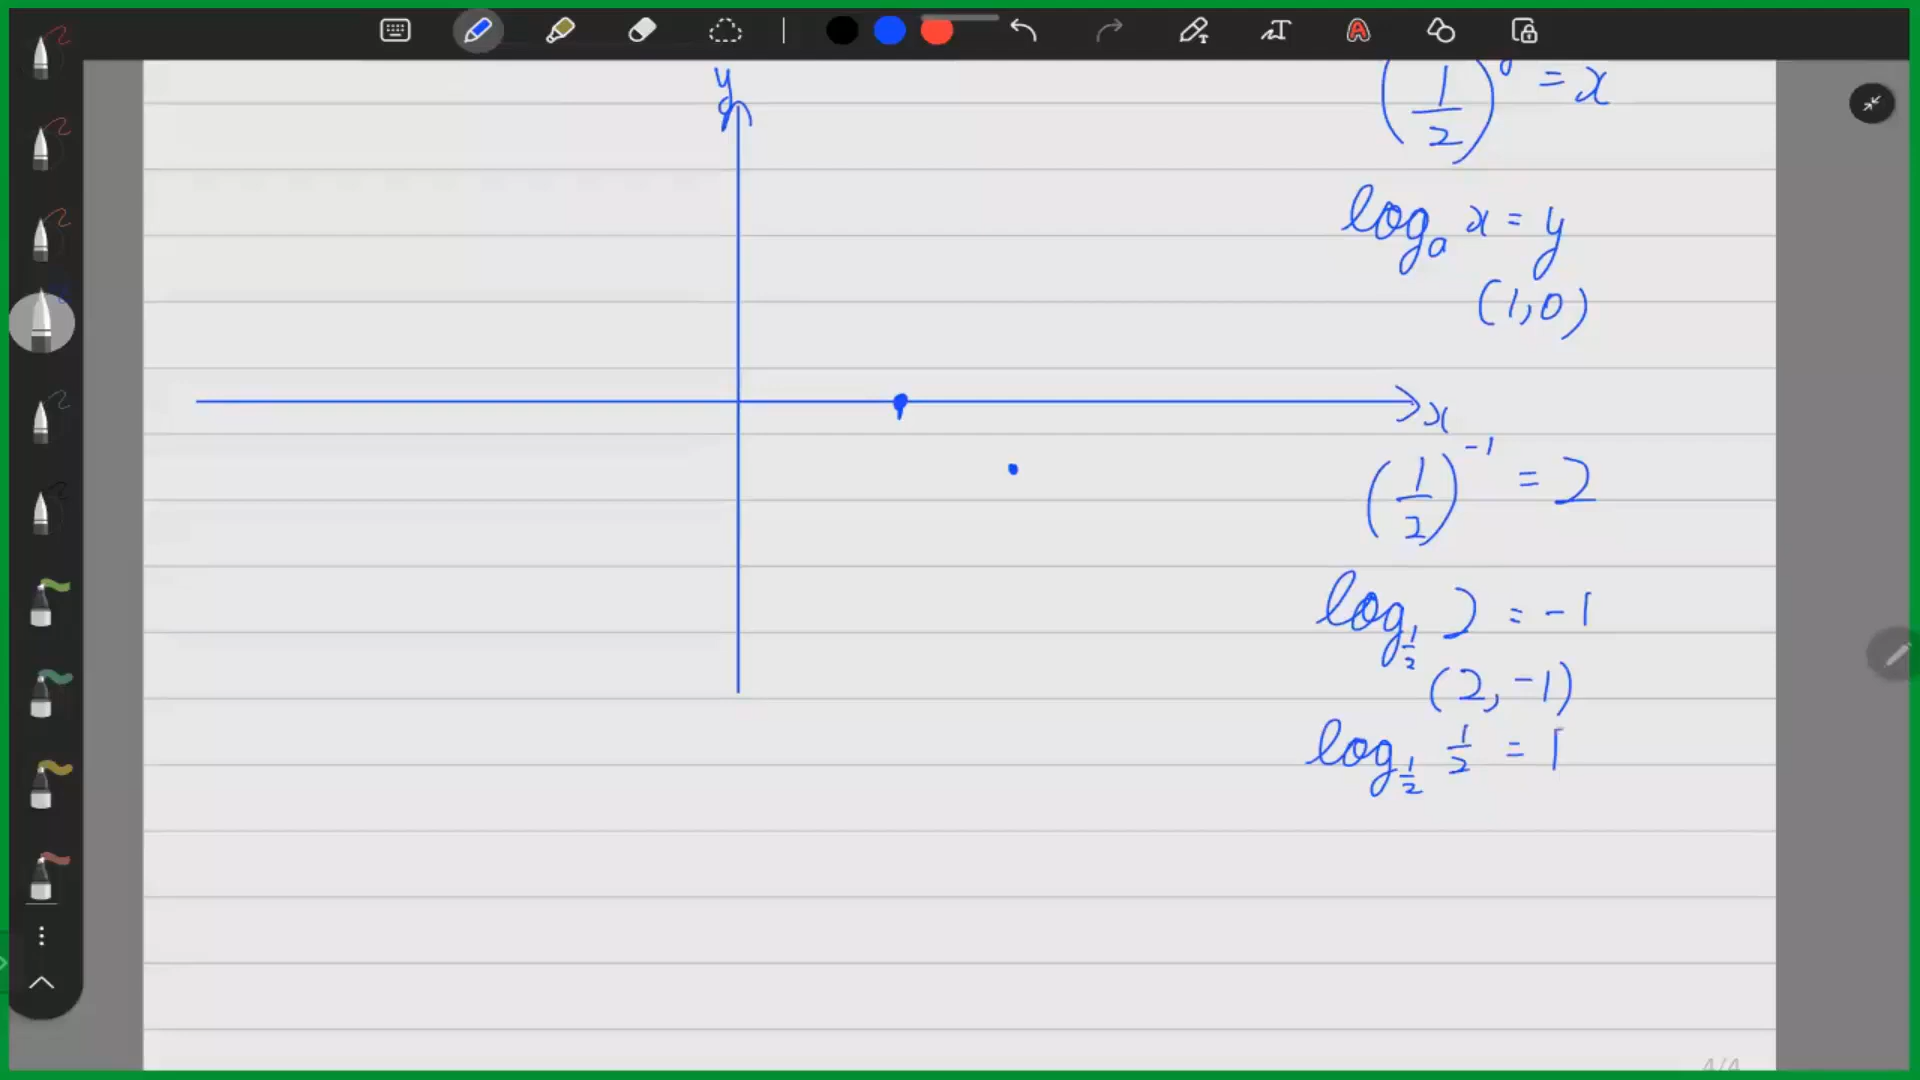 y
(1/2)^y = x
log_a x = y
(1,0)
x
(1/2)^-1 = 2
log_1/2 2 = -1
(2,-1)
log_1/2 1/2 = 1